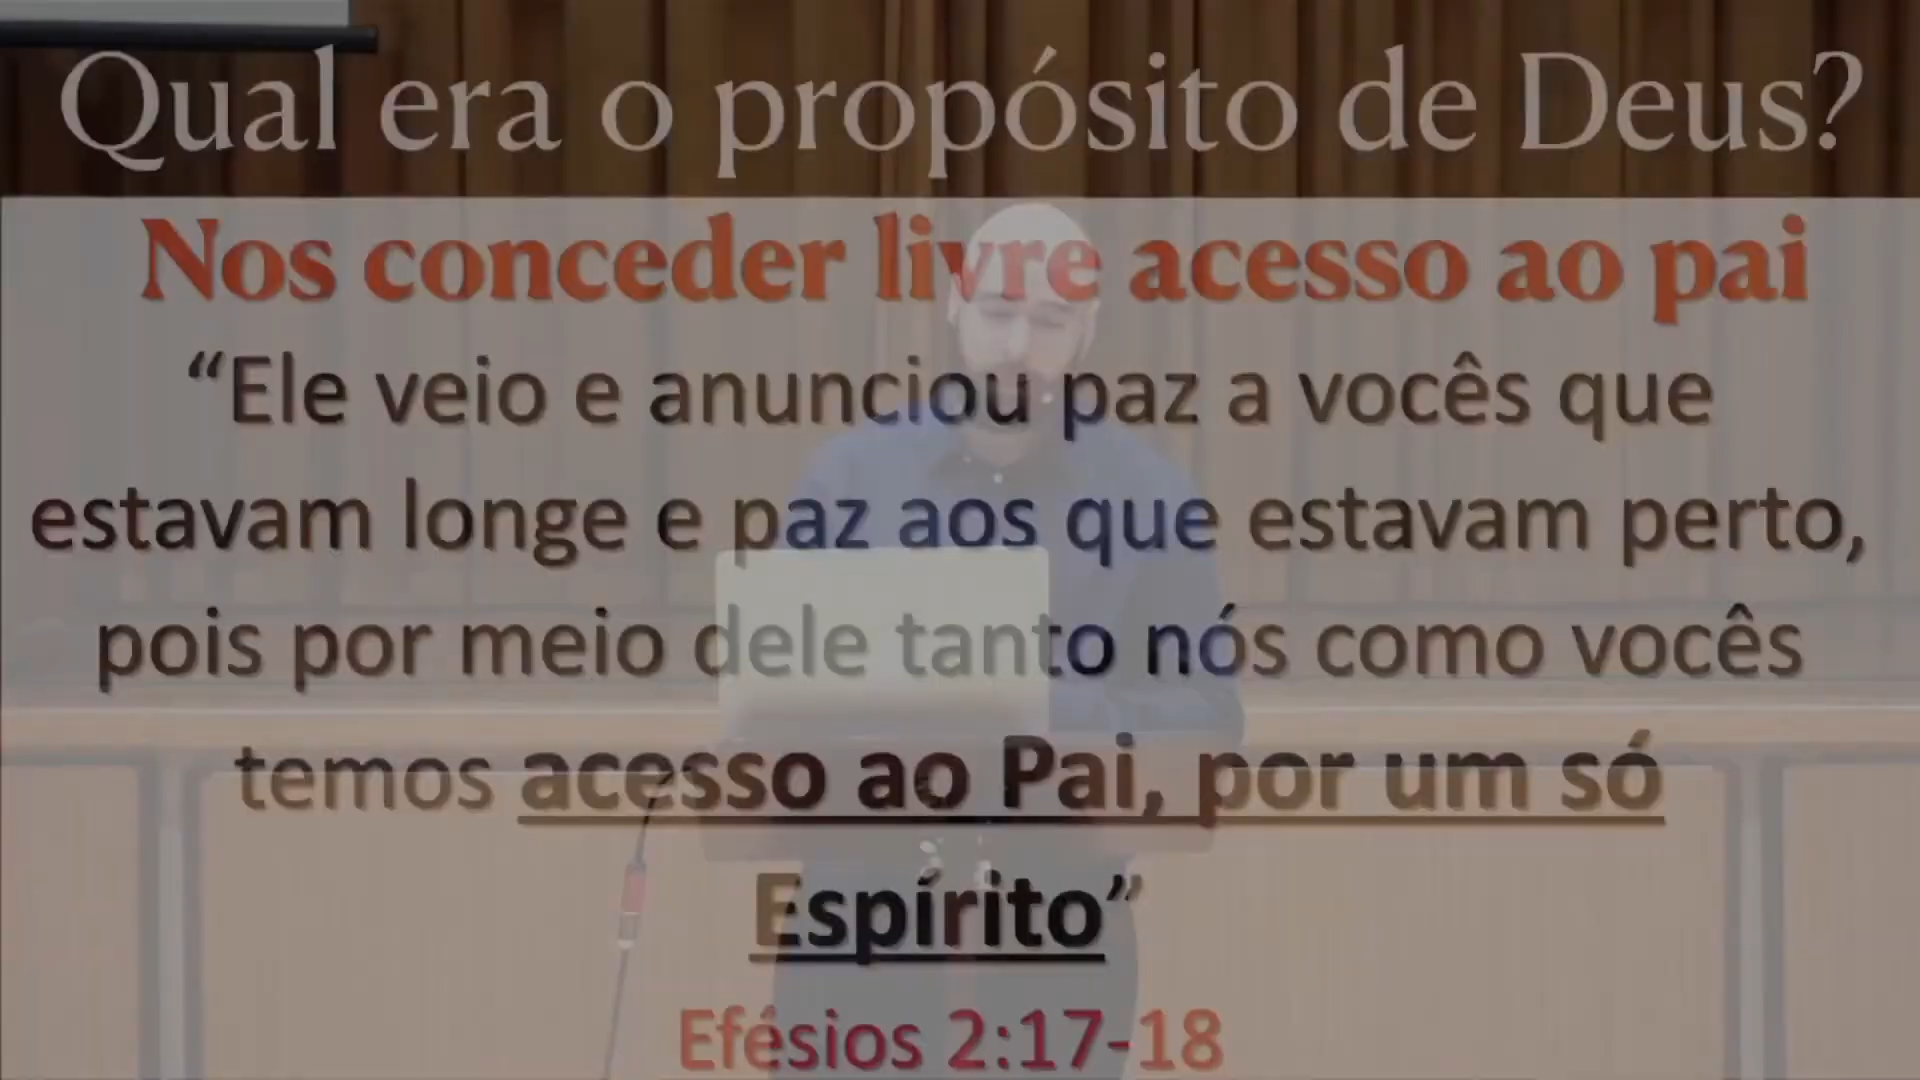 Qual era o propósito de Deus?
Nos conceder livre acesso ao pai
“Ele veio e anunciou paz a vocês que
estavam longe e paz aos que estavam perto,
pois por meio dele tanto nós como vocês
temos acesso ao Pai, por um só
Espírito”
Efésios 2:17-18